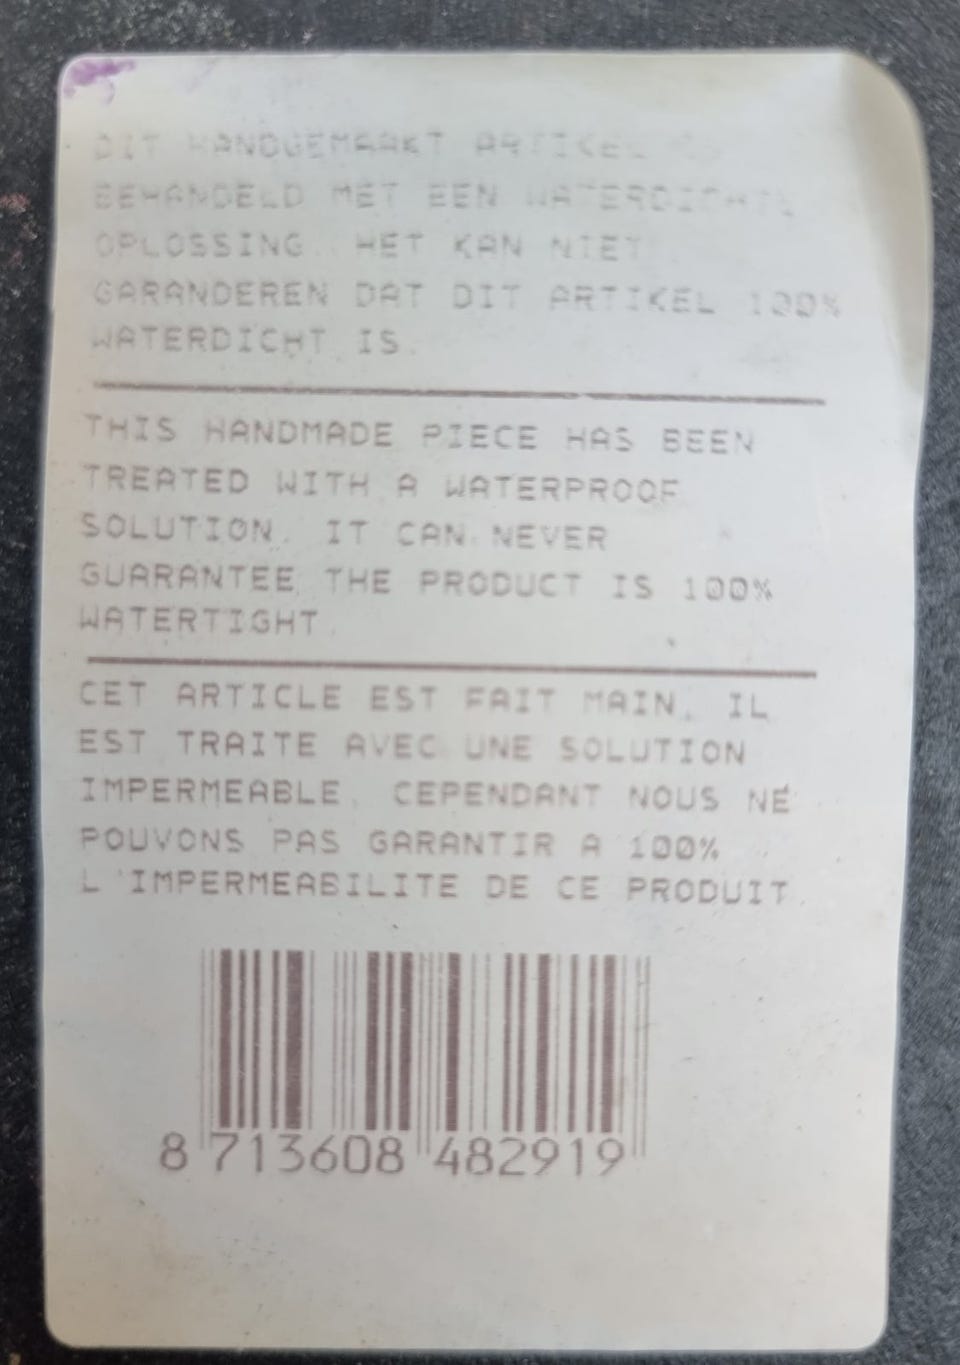 DIT HANDGEMAAKT ARTIKEL IS
BEHANDELD MET EEN WATERDICHTE
OPLOSSING. HET KAN NIET
GARANDEREN DAT DIT ARTIKEL 100%
WATERDICHT IS.
THIS HANDMADE PIECE HAS BEEN
TREATED WITH A WATERPROOF
SOLUTION. IT CAN NEVER
GUARANTEE THE PRODUCT IS 100%
WATERTIGHT
CET ARTICLE EST FAIT MAIN. IL
EST TRAITE AVEC UNE SOLUTION
IMPERMEABLE. CEPENDANT NOUS NE
POUVONS PAS GARANTIR A 100%
L'IMPERMEABILITE DE CE PRODUIT.
8 713608 482919